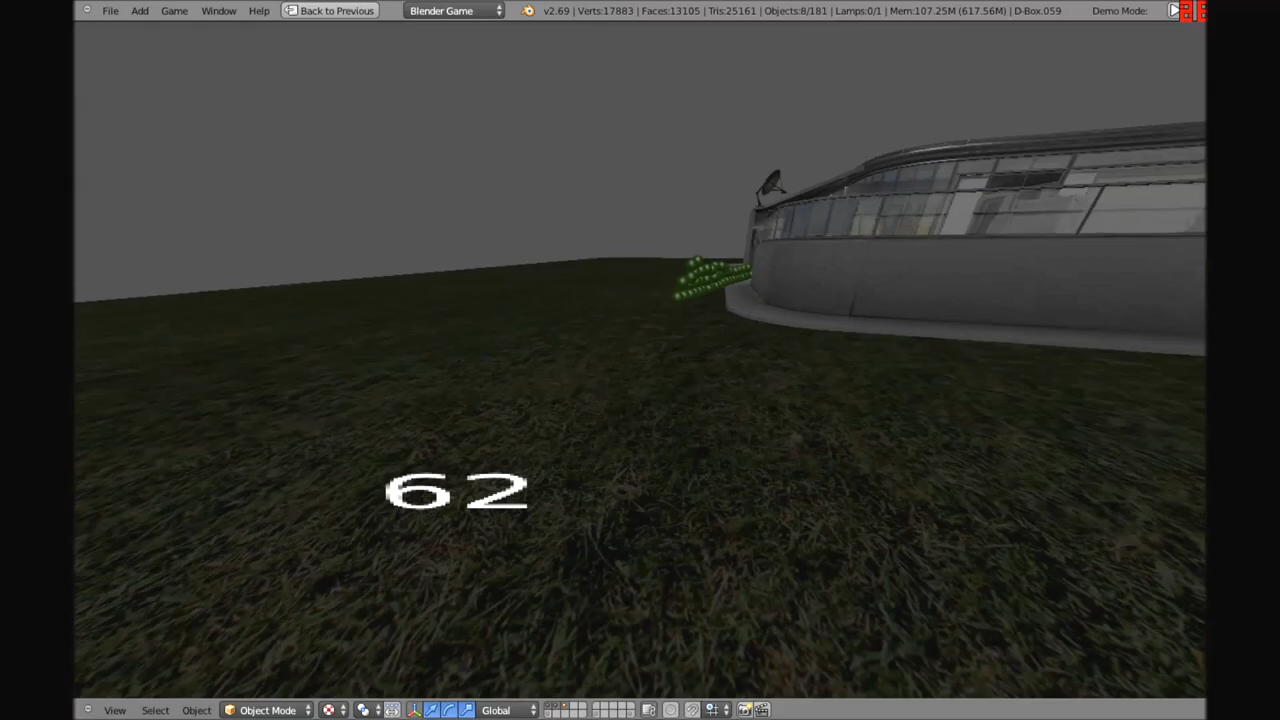 File Add Game Window Help Back to Previous Blender Game v2.69 | Verts:17883 | Faces:13105 | Tris:25161 | Objects:8/181 | Lamps:0/1 | Mem:107.25M (617.56M) | D-Box.059 Demo Mode:
62
View Select Object Object Mode Global